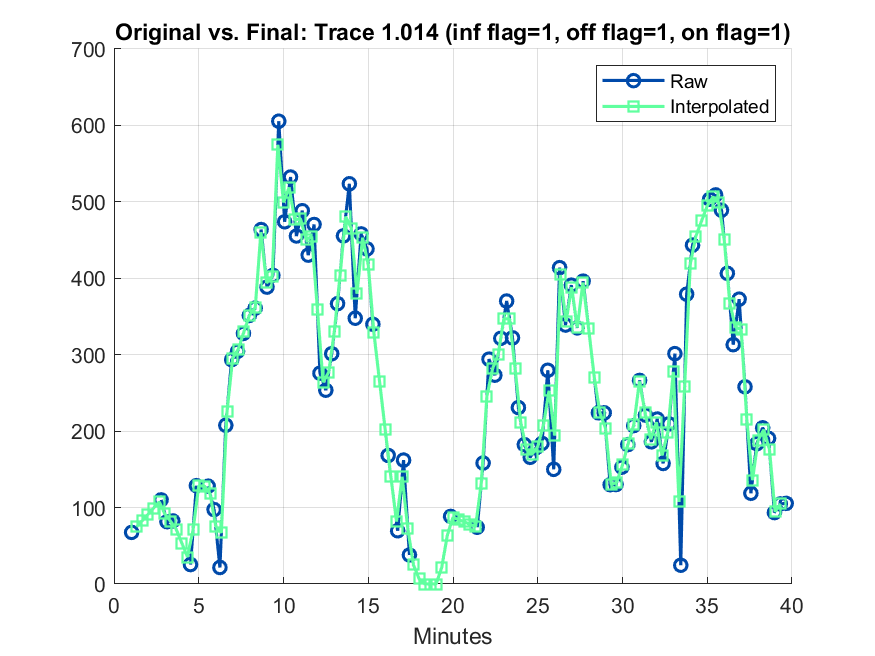 Original vs. Final: Trace 1.014 (inf flag=1, off flag=1, on flag=1)
700
600
500
400
300
200
100
0
Raw
Interpolated
0 5 10 15 20 25 30 35 40
Minutes